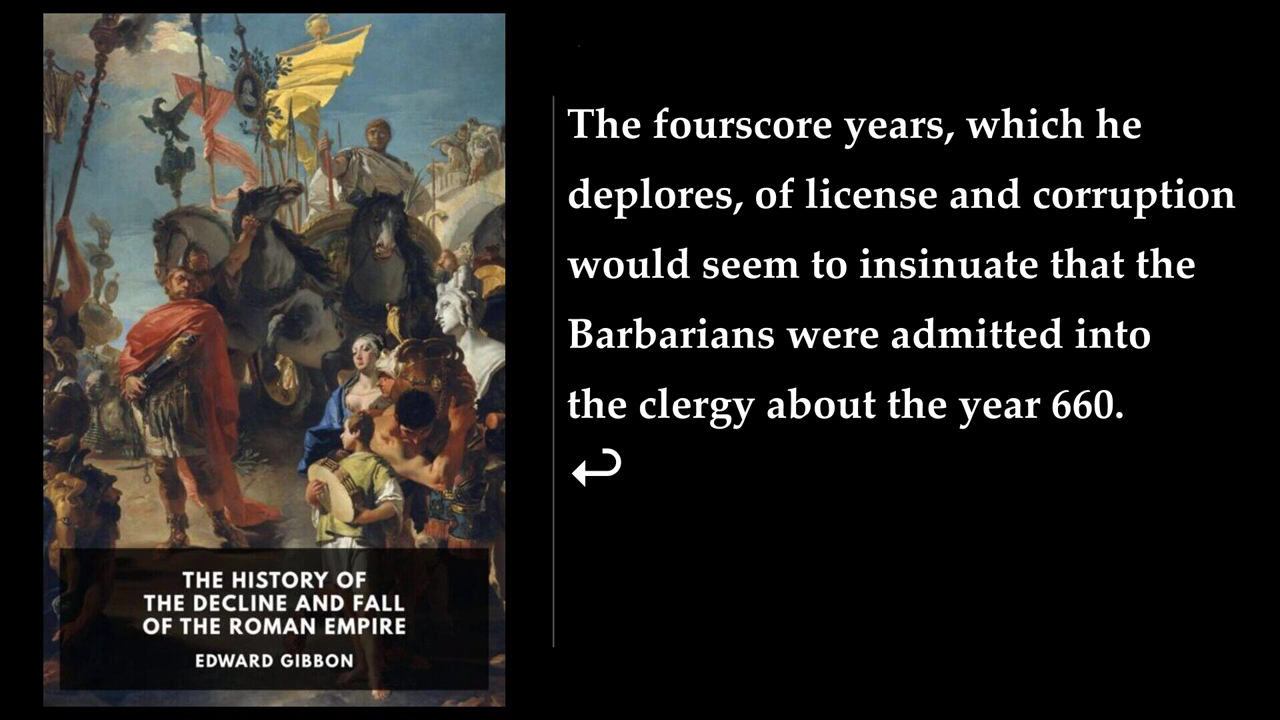 The fourscore years, which he
deplores, of license and corruption
would seem to insinuate that the
Barbarians were admitted into
the clergy about the year 660.
↩
THE HISTORY OF
THE DECLINE AND FALL
OF THE ROMAN EMPIRE
EDWARD GIBBON